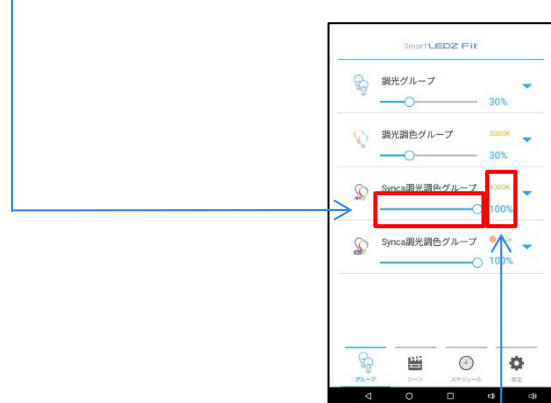 Smart LEDZ Fit
調光グループ
30%
調光調色グループ 3000K
30%
Synca調光調色グループ 4000K
100%
Synca調光調色グループ
100%
グループ シーン スケジュール 設定